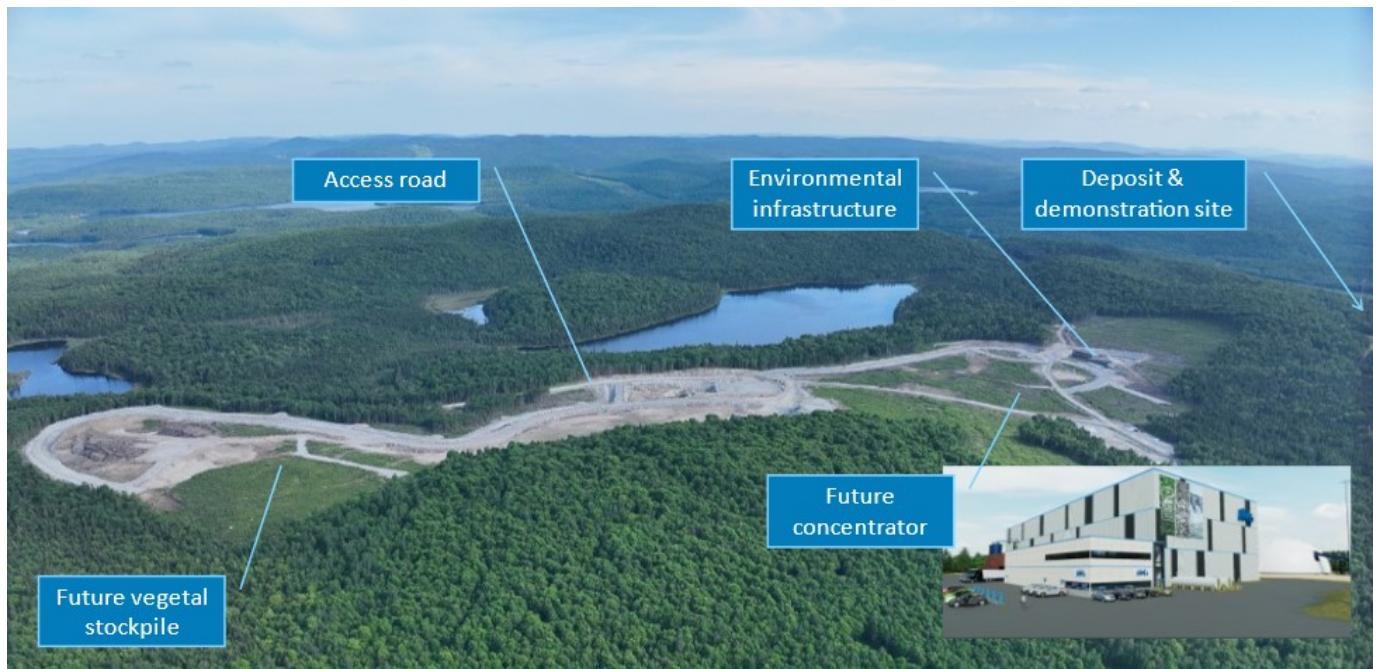 Access road
Environmental
infrastructure
Deposit &
demonstration site
Future
concentrator
Future vegetal
stockpile